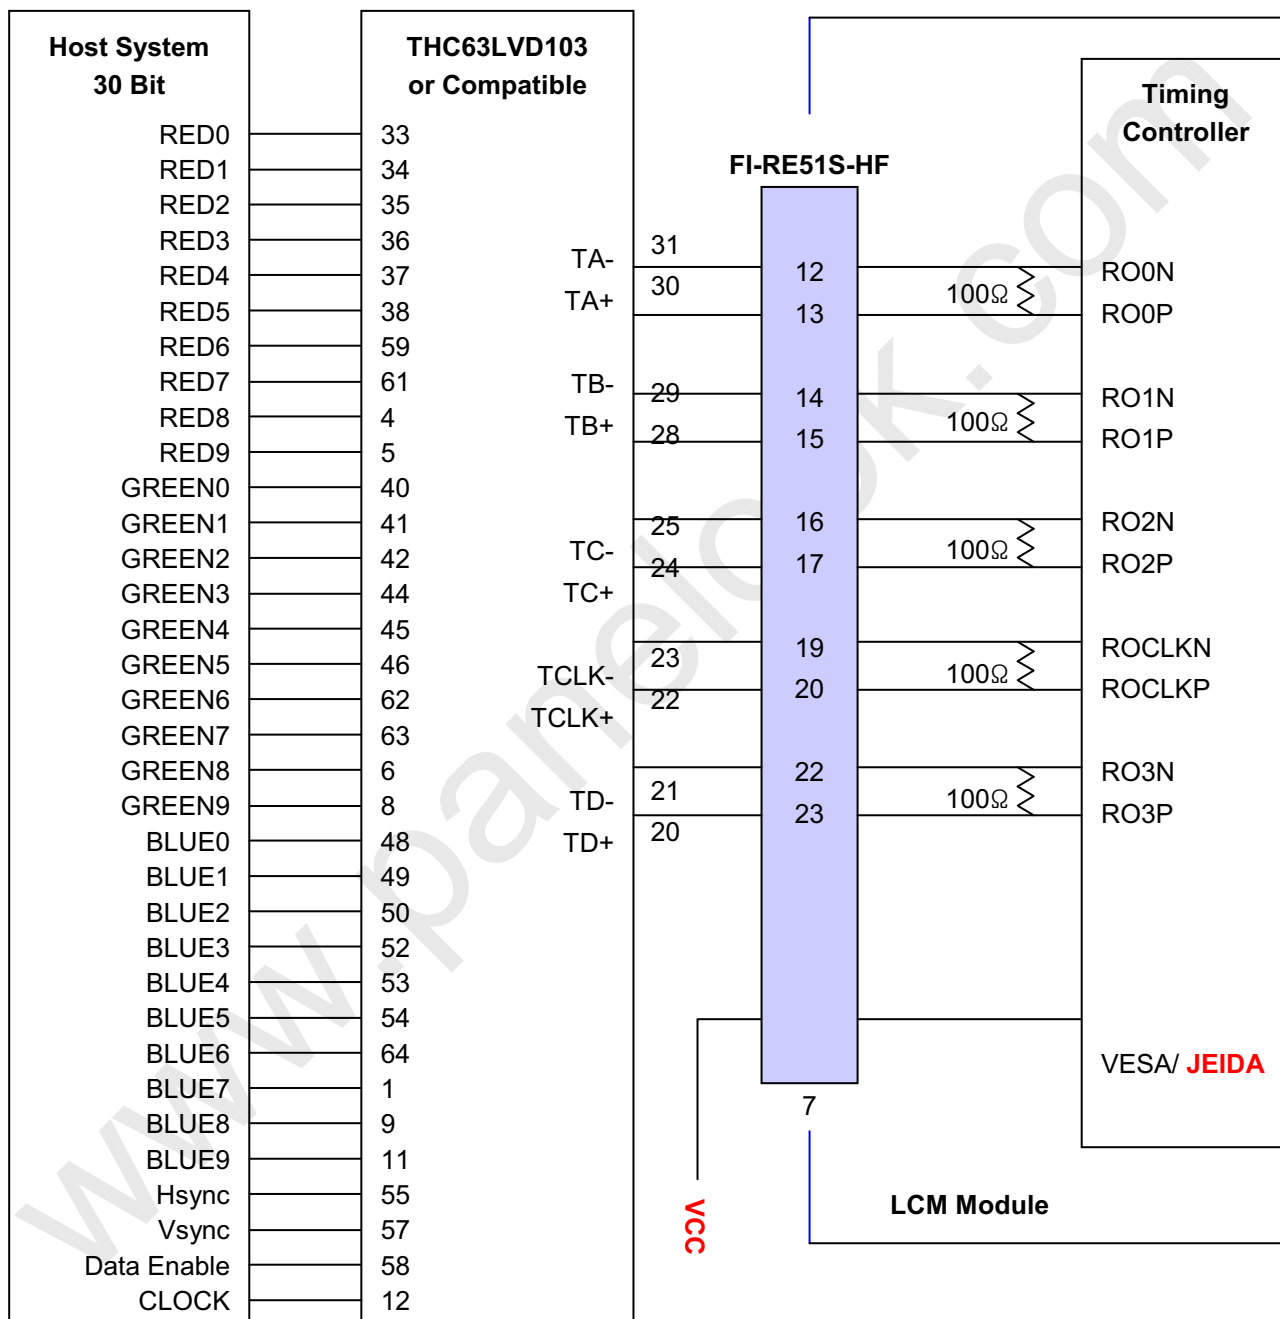 Host System
30 Bit
RED0
RED1
RED2
RED3
RED4
RED5
RED6
RED7
RED8
RED9
GREEN0
GREEN1
GREEN2
GREEN3
GREEN4
GREEN5
GREEN6
GREEN7
GREEN8
GREEN9
BLUE0
BLUE1
BLUE2
BLUE3
BLUE4
BLUE5
BLUE6
BLUE7
BLUE8
BLUE9
Hsync
Vsync
Data Enable
CLOCK
THC63LVD103
or Compatible
33
34
35
36
37
38
59
61
4
5
40
41
42
44
45
46
62
63
6
8
48
49
50
52
53
54
64
1
9
11
55
57
58
12
TA-
TA+
TB-
TB+
TC-
TC+
TCLK-
TCLK+
TD-
TD+
31
30
29
28
25
24
23
22
21
20
FI-RE51S-HF
12
13
14
15
16
17
19
20
22
23
7
VCC
100Ω
100Ω
100Ω
100Ω
100Ω
Timing
Controller
RO0N
RO0P
RO1N
RO1P
RO2N
RO2P
ROCLKN
ROCLKP
RO3N
RO3P
VESA/ JEIDA
LCM Module
www.panelook.com